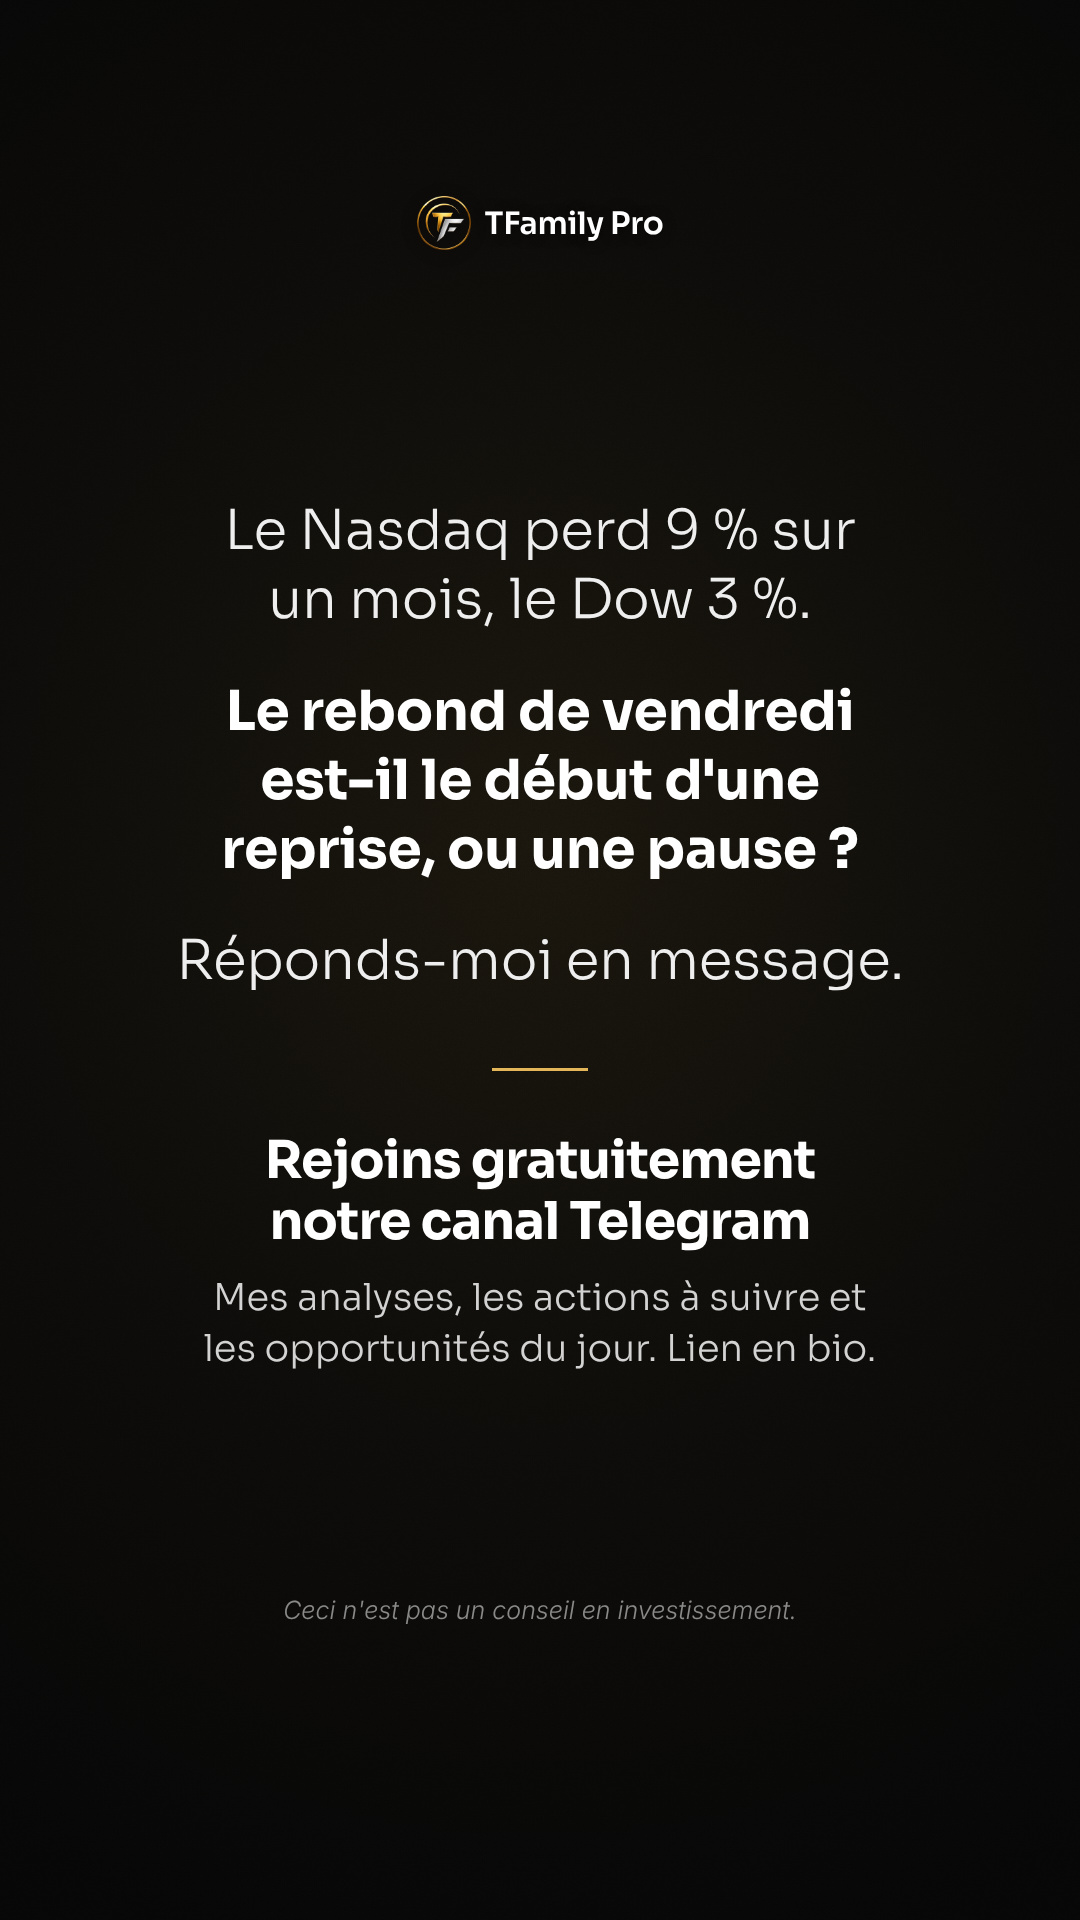 TFamily Pro
Le Nasdaq perd 9 % sur
un mois, le Dow 3 %.
Le rebond de vendredi
est-il le début d'une
reprise, ou une pause ?
Réponds-moi en message.
Rejoins gratuitement
notre canal Telegram
Mes analyses, les actions à suivre et
les opportunités du jour. Lien en bio.
Ceci n'est pas un conseil en investissement.